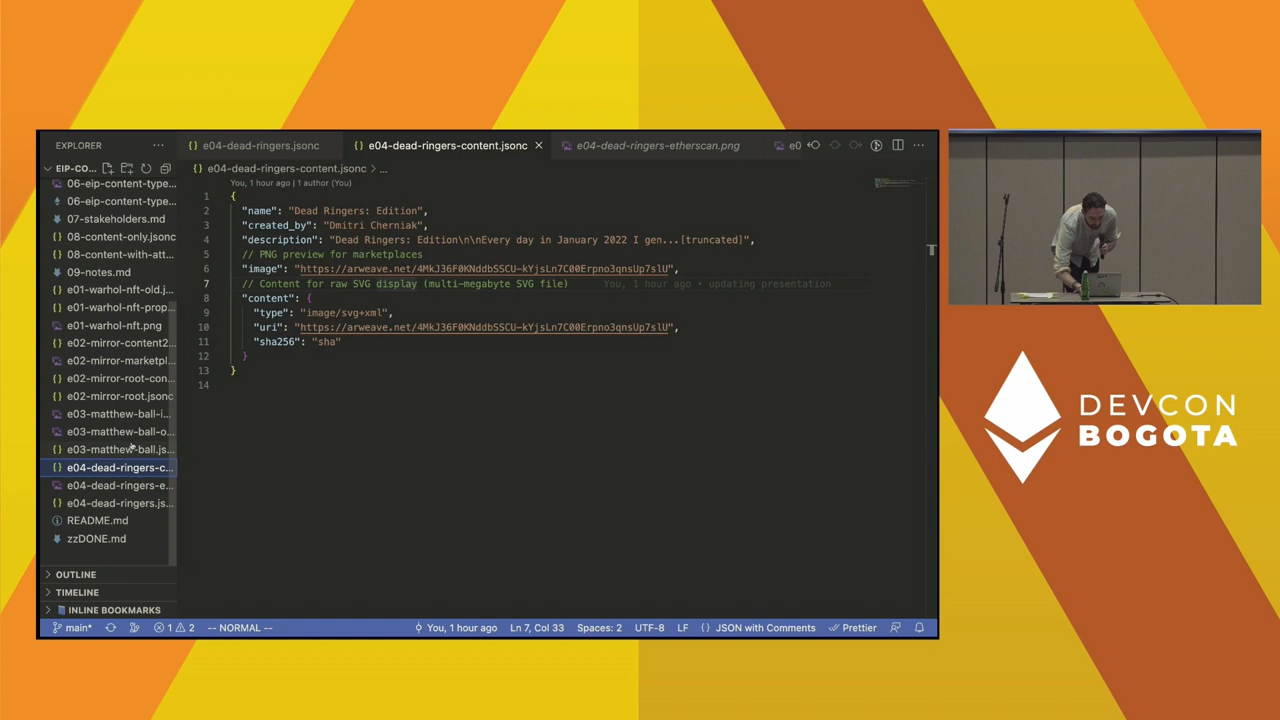 EXPLORER
EIP-CO...
06-eip-content-type...
06-eip-content-type...
07-stakeholders.md
08-content-only.jsonc
08-content-with-att...
09-notes.md
e01-warhol-nft-old.j...
e01-warhol-nft-prop...
e01-warhol-nft.png
e02-mirror-content2...
e02-mirror-marketpl...
e02-mirror-root-con...
e02-mirror-root.jsonc
e03-matthew-ball-i...
e03-matthew-ball-o...
e03-matthew-ball.js...
e04-dead-ringers-c...
e04-dead-ringers-e...
e04-dead-ringers.js...
README.md
zzDONE.md
OUTLINE
TIMELINE
INLINE BOOKMARKS
e04-dead-ringers.jsonc
e04-dead-ringers-content.jsonc
e04-dead-ringers-etherscan.png
e0
e04-dead-ringers-content.jsonc > ...
You, 1 hour ago | 1 author (You)
1 {
2 "name": "Dead Ringers: Edition",
3 "created_by": "Dmitri Cherniak",
4 "description": "Dead Ringers: Edition\n\nEvery day in January 2022 I gen...[truncated]",
5 // PNG preview for marketplaces
6 "image": "https://arweave.net/4MkJ36F0KNddbSSCU-kYjsLn7C00Erpno3qnsUp7slU",
7 // Content for raw SVG display (multi-megabyte SVG file) You, 1 hour ago • updating presentation
8 "content": {
9 "type": "image/svg+xml",
10 "uri": "https://arweave.net/4MkJ36F0KNddbSSCU-kYjsLn7C00Erpno3qnsUp7slU",
11 "sha256": "sha"
12 }
13 }
14
main* 1 2 -- NORMAL -- You, 1 hour ago Ln 7, Col 33 Spaces: 2 UTF-8 LF {} JSON with Comments Prettier
DEVCON
BOGOTA